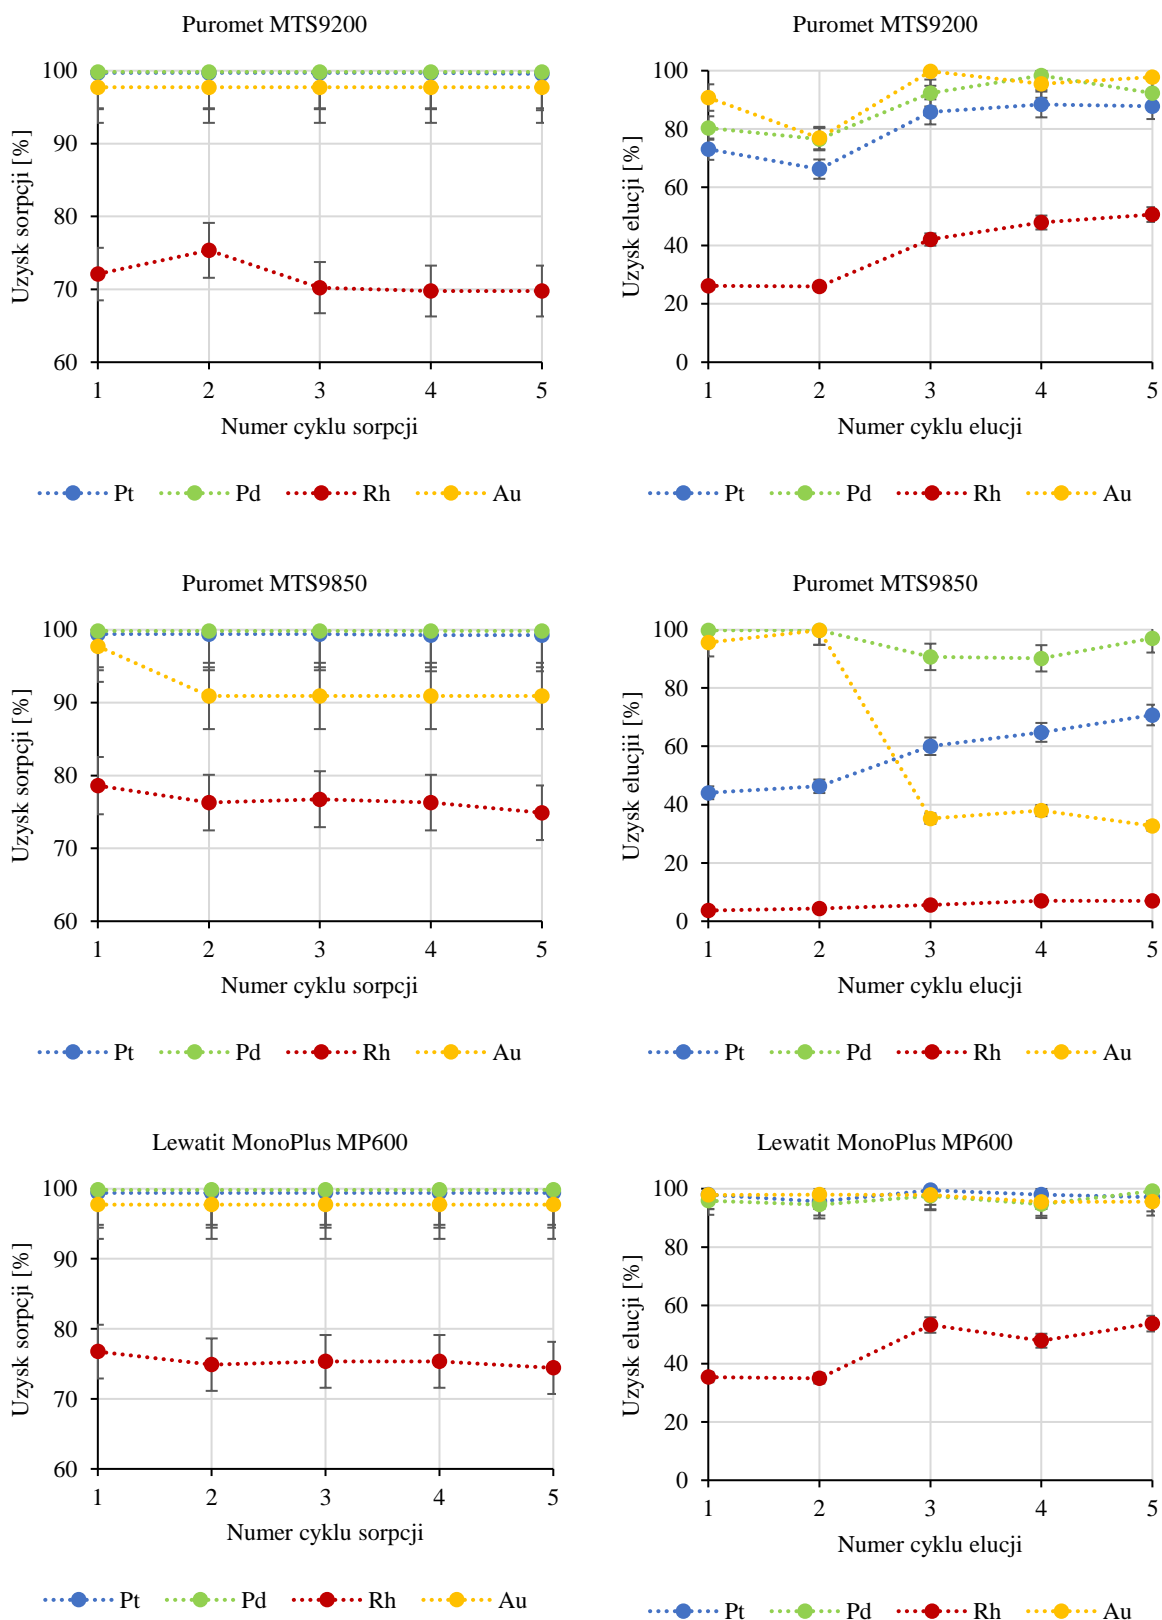 Puromet MTS9200
Uzysk sorpcji [%]
100
90
80
70
60
1 2 3 4 5
Numer cyklu sorpcji
Pt Pd Rh Au
Puromet MTS9200
Uzysk elucji [%]
100
80
60
40
20
0
1 2 3 4 5
Numer cyklu elucji
Pt Pd Rh Au
Puromet MTS9850
Uzysk sorpcji [%]
100
90
80
70
60
1 2 3 4 5
Numer cyklu sorpcji
Pt Pd Rh Au
Puromet MTS9850
Uzysk elucjii [%]
100
80
60
40
20
0
1 2 3 4 5
Numer cyklu elucji
Pt Pd Rh Au
Lewatit MonoPlus MP600
Uzysk sorpcji [%]
100
90
80
70
60
1 2 3 4 5
Numer cyklu sorpcji
Pt Pd Rh Au
Lewatit MonoPlus MP600
Uzysk elucji [%]
100
80
60
40
20
0
1 2 3 4 5
Numer cyklu elucji
Pt Pd Rh Au